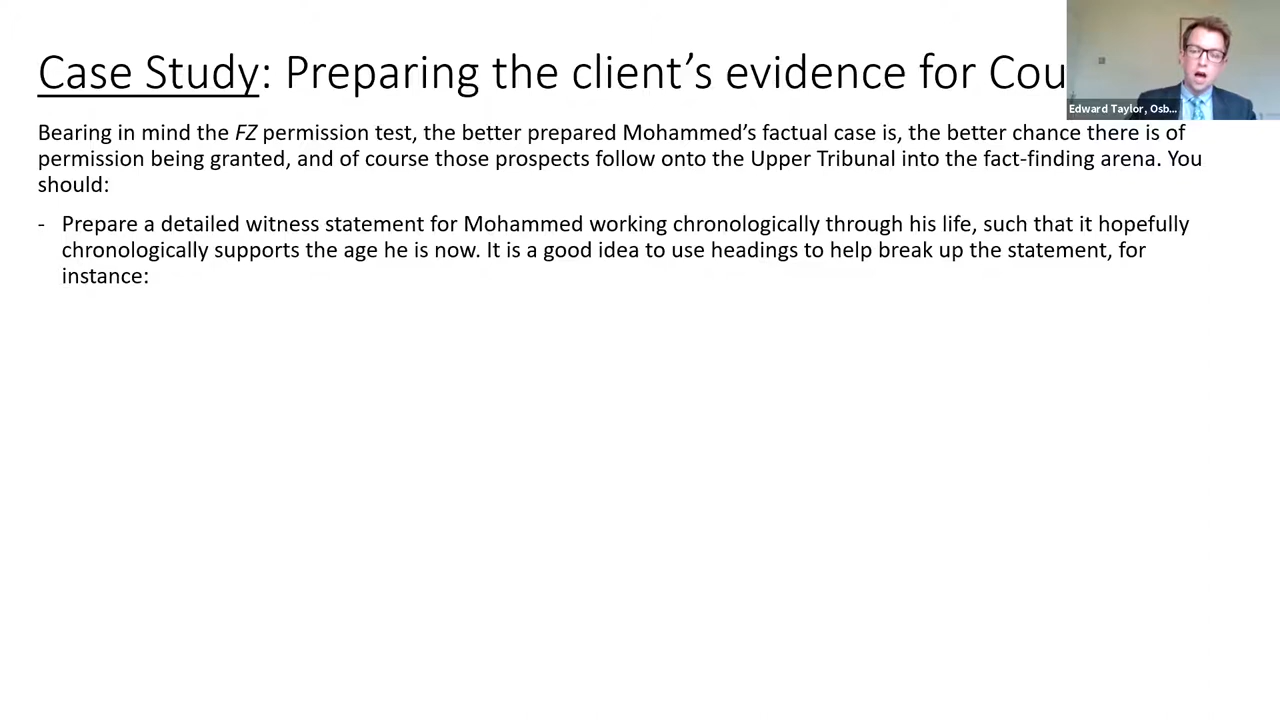 Case Study: Preparing the client’s evidence for Cou
Edward Taylor, Osb...
Bearing in mind the FZ permission test, the better prepared Mohammed’s factual case is, the better chance there is of
permission being granted, and of course those prospects follow onto the Upper Tribunal into the fact-finding arena. You
should:
- Prepare a detailed witness statement for Mohammed working chronologically through his life, such that it hopefully
chronologically supports the age he is now. It is a good idea to use headings to help break up the statement, for
instance: